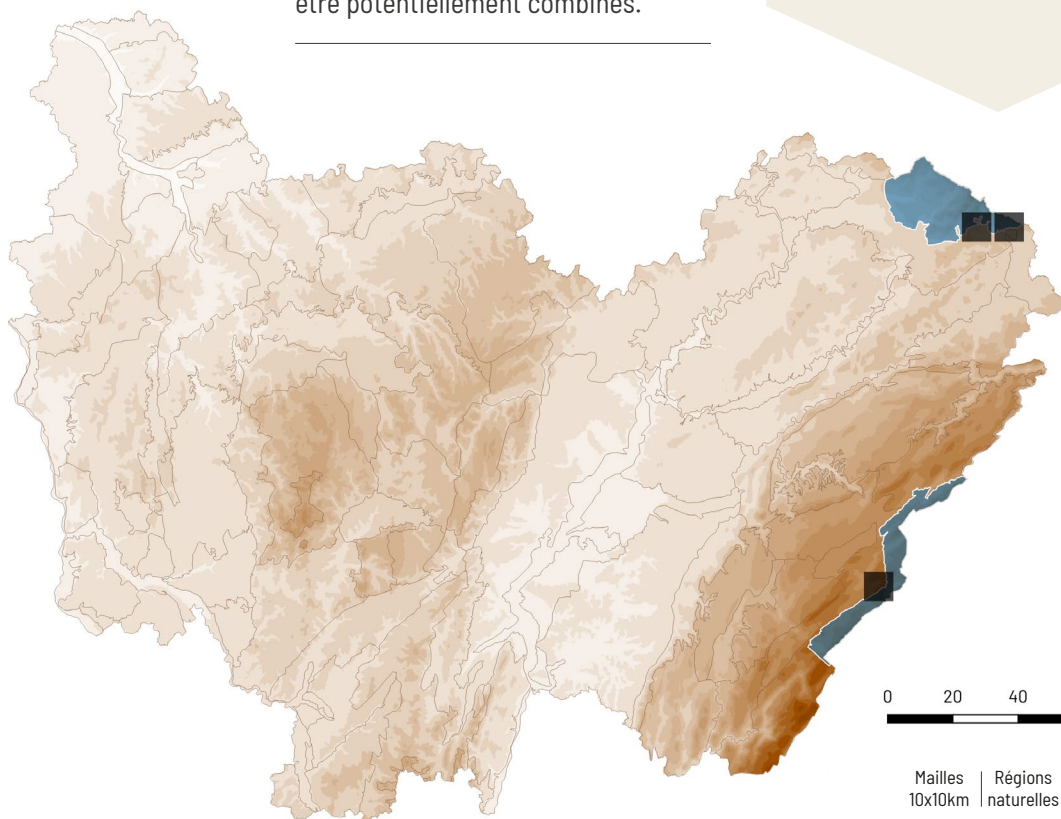 être potentiellement combinés.
0 20 40
Mailles
10x10km
Régions
naturelles